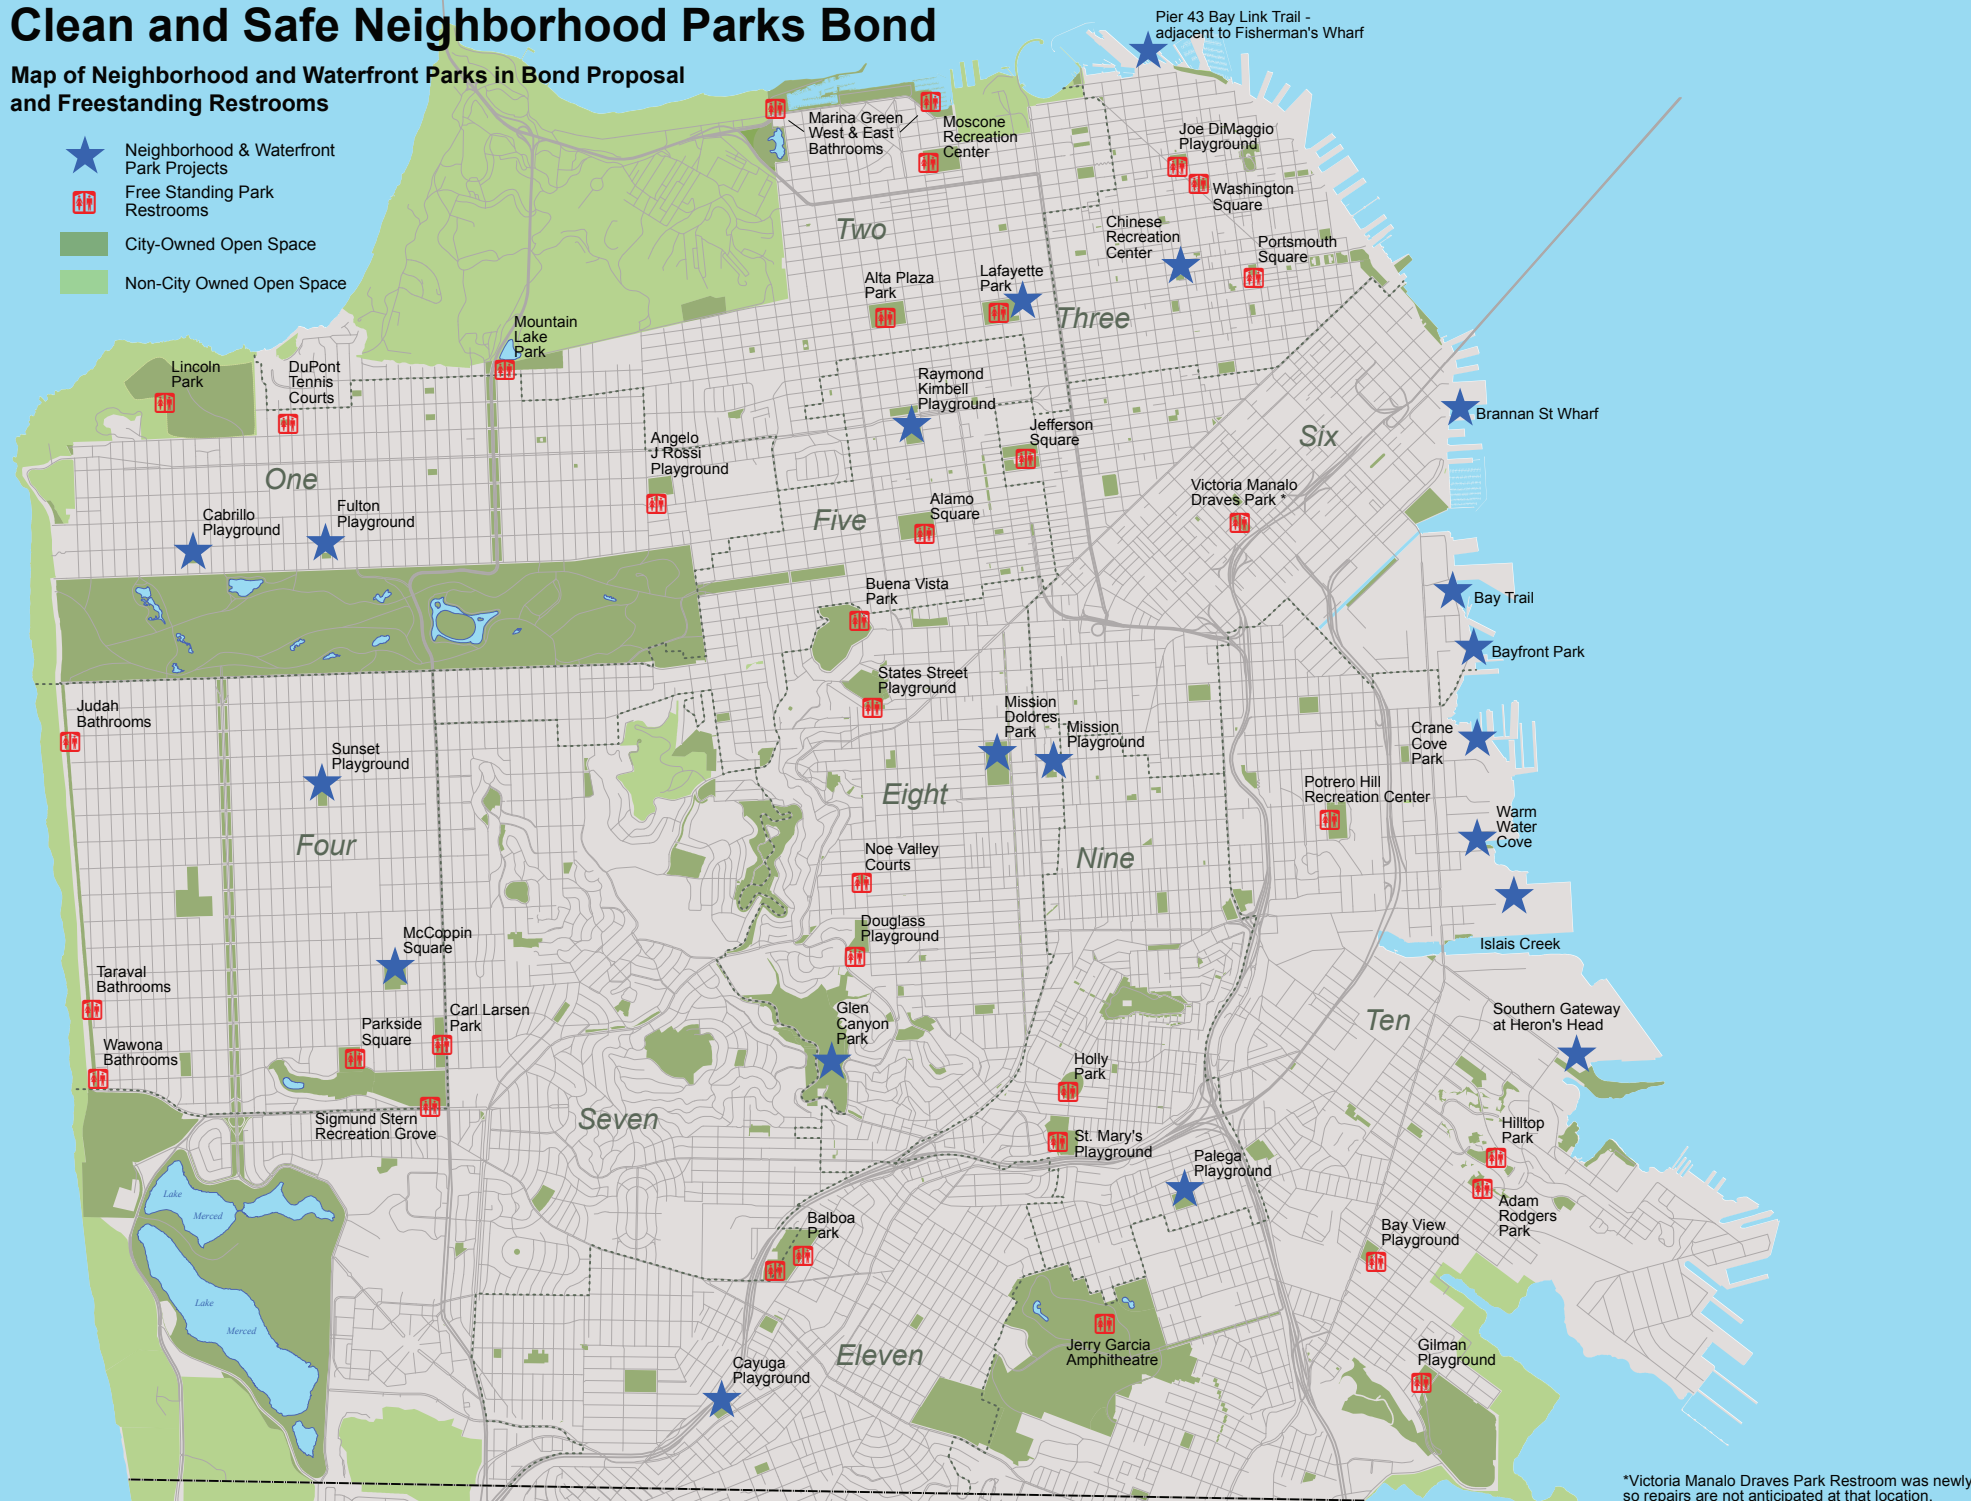 Clean and Safe Neighborhood Parks Bond
Map of Neighborhood and Waterfront Parks in Bond Proposal
and Freestanding Restrooms
Neighborhood & Waterfront
Park Projects
Free Standing Park
Restrooms
City-Owned Open Space
Non-City Owned Open Space
Pier 43 Bay Link Trail -
adjacent to Fisherman's Wharf
Marina Green
West & East
Bathrooms
Moscone
Recreation
Center
Joe DiMaggio
Playground
Washington
Square
Two
Chinese
Recreation
Center
Portsmouth
Square
Alta Plaza
Park
Lafayette
Park
Three
Mountain
Lake
Park
Lincoln
Park
DuPont
Tennis
Courts
Raymond
Kimbell
Playground
Brannan St Wharf
Jefferson
Square
Six
Angelo
J Rossi
Playground
One
Victoria Manalo
Draves Park *
Cabrillo
Playground
Fulton
Playground
Five
Alamo
Square
Buena Vista
Park
Bay Trail
Bayfront Park
States Street
Playground
Judah
Bathrooms
Mission
Dolores
Park
Mission
Playground
Crane
Cove
Park
Sunset
Playground
Eight
Potrero Hill
Recreation Center
Warm
Water
Cove
Four
Noe Valley
Courts
Nine
Douglass
Playground
McCoppin
Square
Islais Creek
Taraval
Bathrooms
Carl Larsen
Park
Parkside
Square
Glen
Canyon
Park
Ten
Southern Gateway
at Heron's Head
Wawona
Bathrooms
Holly
Park
Sigmund Stern
Recreation Grove
Seven
St. Mary's
Playground
Hilltop
Park
Palega
Playground
Lake
Merced
Adam
Rodgers
Park
Balboa
Park
Bay View
Playground
Lake
Merced
Jerry Garcia
Amphitheatre
Gilman
Playground
Eleven
Cayuga
Playground
*Victoria Manalo Draves Park Restroom was newly
so repairs are not anticipated at that location.